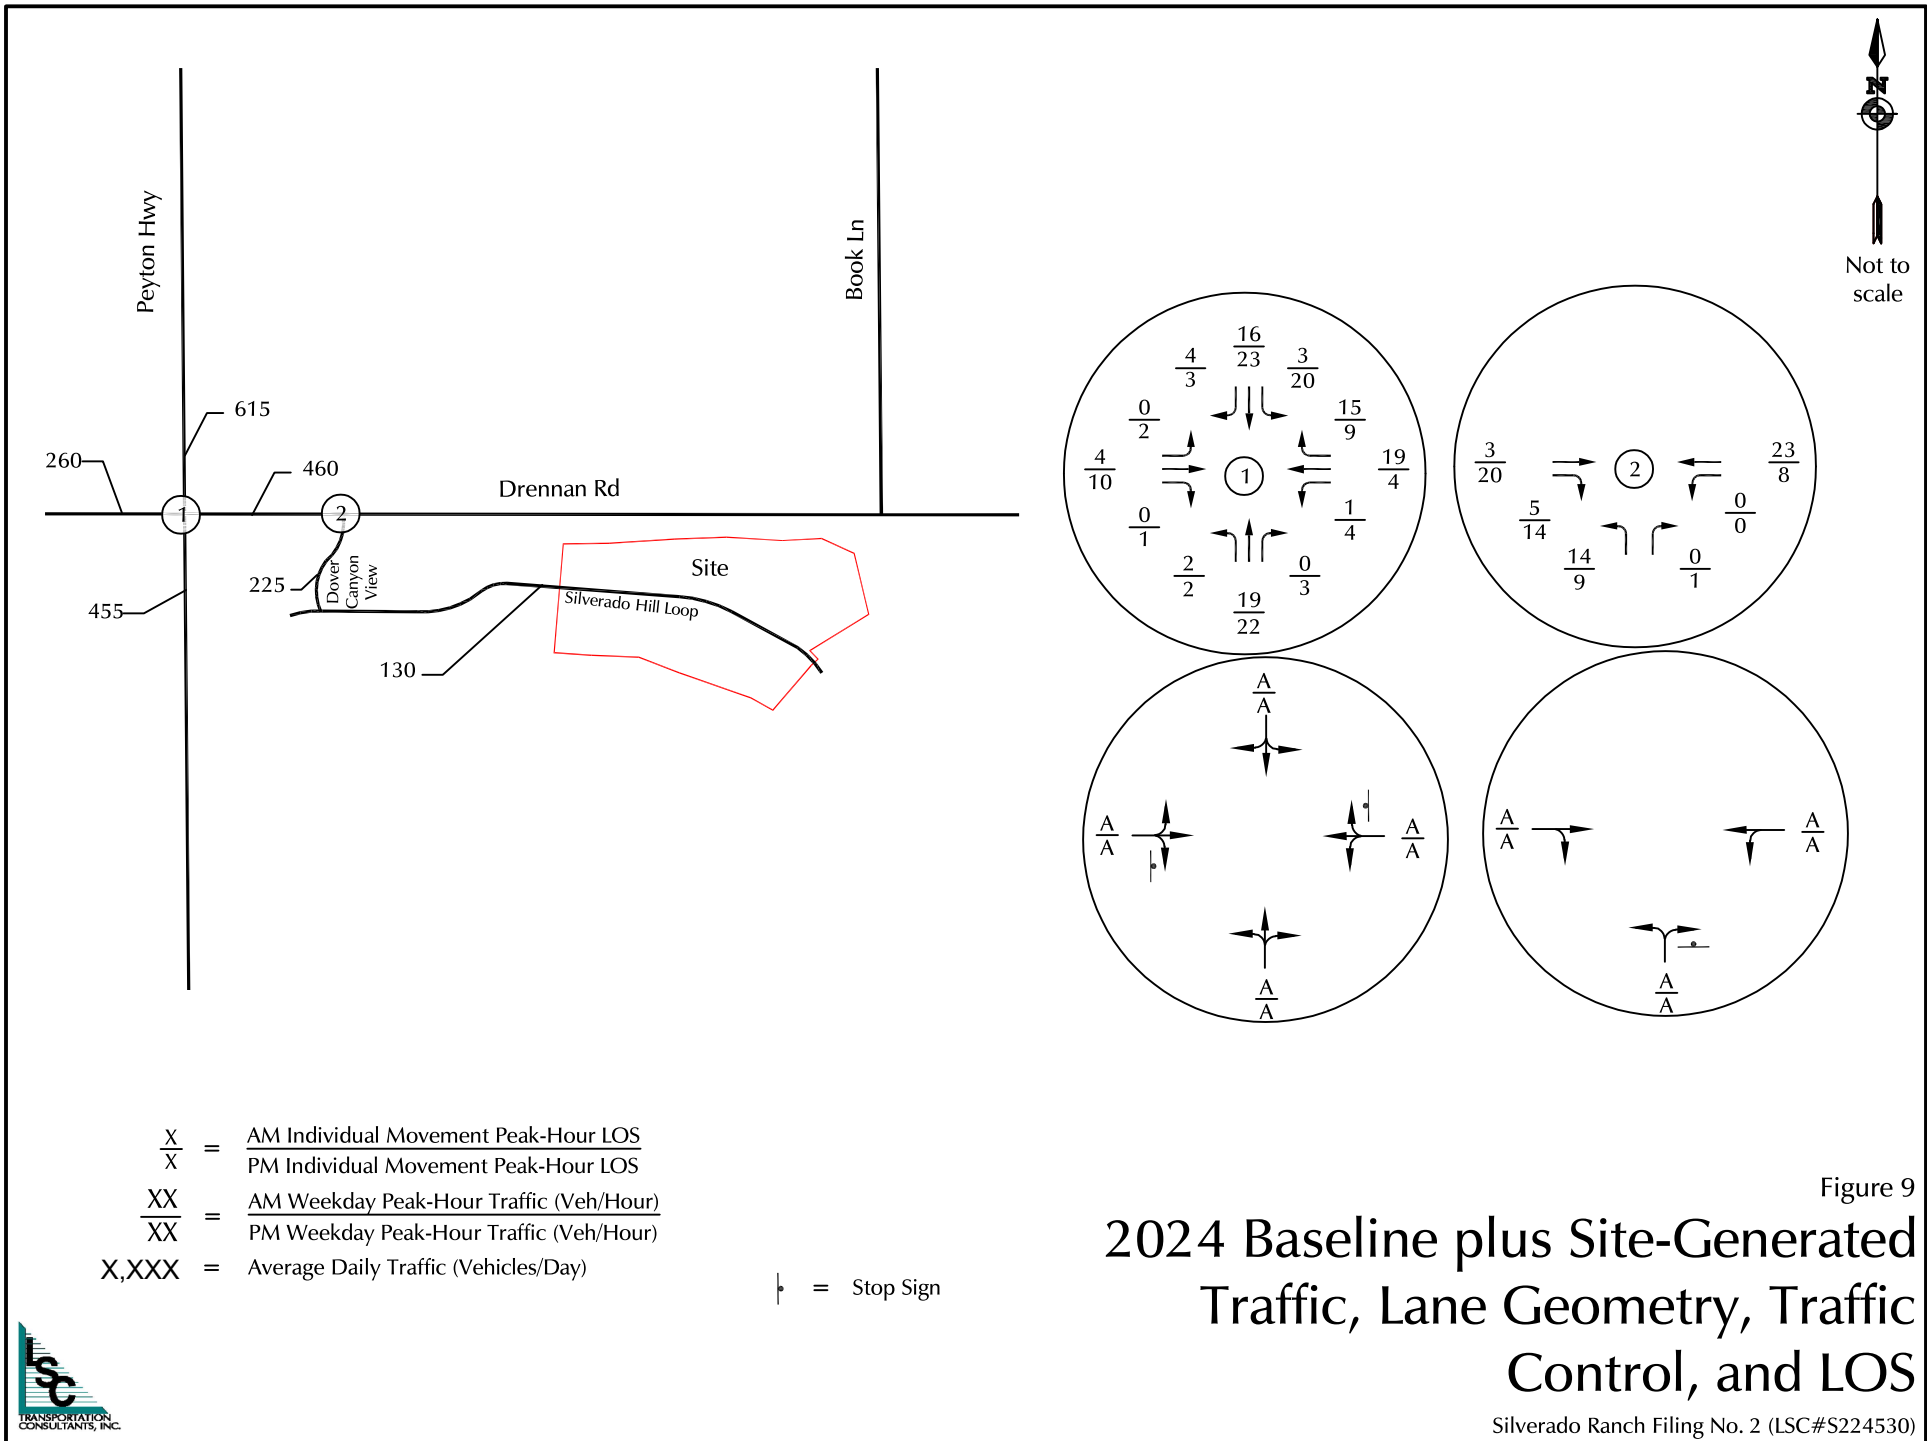 N
Not to
scale
Peyton Hwy
Book Ln
615
260
460
Drennan Rd
1
2
225
Dover
Canyon
View
455
130
Site
Silverado Hill Loop
16
23
4
3
3
20
0
2
15
9
4
10
1
19
4
0
1
1
4
2
2
0
3
19
22
3
20
2
23
8
5
14
0
0
14
9
0
1
A
A
A
A
A
A
A
A
A
A
A
A
A
A
X
X
=
AM Individual Movement Peak-Hour LOS
PM Individual Movement Peak-Hour LOS
XX
XX
=
AM Weekday Peak-Hour Traffic (Veh/Hour)
PM Weekday Peak-Hour Traffic (Veh/Hour)
X,XXX = Average Daily Traffic (Vehicles/Day)
= Stop Sign
Figure 9
2024 Baseline plus Site-Generated
Traffic, Lane Geometry, Traffic
Control, and LOS
Silverado Ranch Filing No. 2 (LSC#S224530)
LSC
TRANSPORTATION
CONSULTANTS, INC.